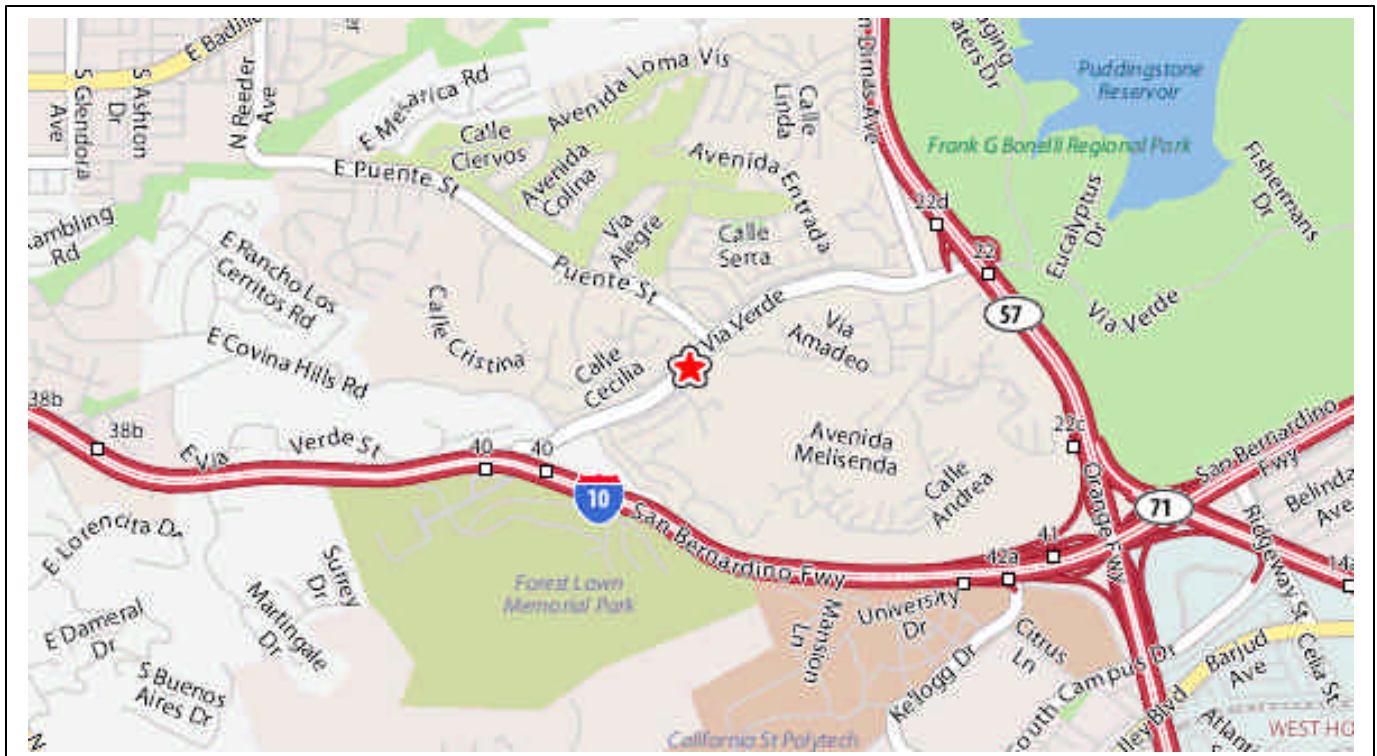 E Badillo
S Glendora
Ave
S Ashton
Dr
N Reeder
Ave
E Mesarica Rd
Avenida Loma Vis
Calle
Linda
Dimas Ave
Puddingstone
Reservoir
Frank G Bonelli Regional Park
Fishermans
Dr
Calle
Ciervos
E Puente St
Avenida
Colina
Avenida Entrada
Via
Alegre
Calle
Serra
22d
22
Eucalyptus
Dr
Via Verde
57
E Rancho Los
Cerritos Rd
Puente St
Via Verde
Via
Amadeo
Calle Cristina
E Covina Hills Rd
Calle
Cecilia
38b
38b
E Via
Verde St
40
40
10
San Bernardino Fwy
Avenida
Melisenda
Calle
Andrea
22c
Orange Fwy
San Bernardino
Fwy
71
Belinda
Ave
41
42a
14a
E Lorencita Dr
Surrey
Dr
Martingale
Dr
Forest Lawn
Memorial Park
Mansion
Ln
University
Dr
Citrus
Ln
Kellogg Dr
South Campus Dr
Ridgeway St
Celia St
Barjud
Ave
E Dameral
Dr
S Buenos
Aires Dr
California St Polytech
ley Blvd
Atlan
WEST HO